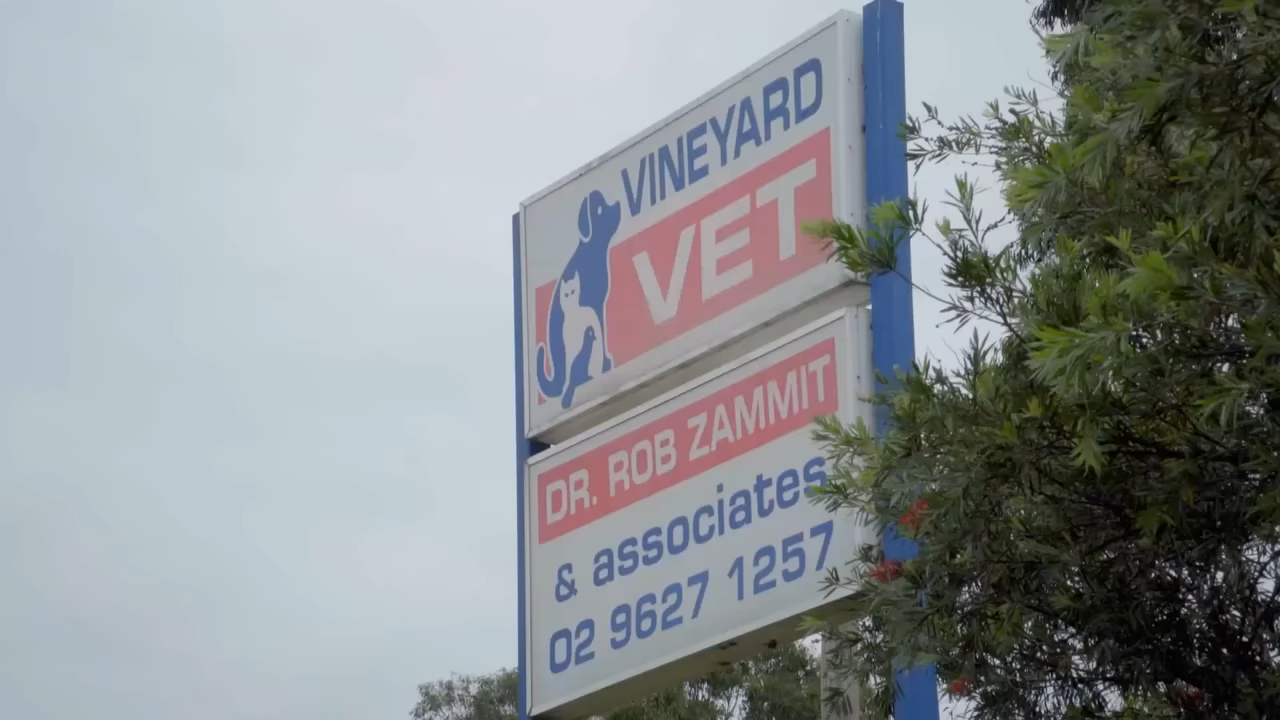 VINEYARD
VET
DR. ROB ZAMMIT
& associates
02 9627 1257